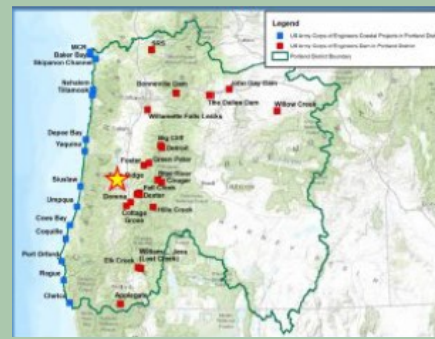 Legend
US Army Corps of Engineers Coastal Projects in Portland Dist
US Army Corps of Engineers Dam in Portland District
Portland District Boundary
MCR
Baker Bay
Skipanon Channel
SRS
Nehalem
Tillamook
Bonneville Dam
John Day Dam
The Dalles Dam
Willow Creek
Willamette Falls Locks
Depoe Bay
Yaquina
Big Cliff
Detroit
Foster
Green Peter
Blue River
Cougar
Siuslaw
Fall Creek
Dexter
Dorena
Umpqua
Hills Creek
Cottage
Grove
Coos Bay
Coquille
Port Orford
Elk Creek
(Lost Creek)
Rogue
Chetco
Applegate